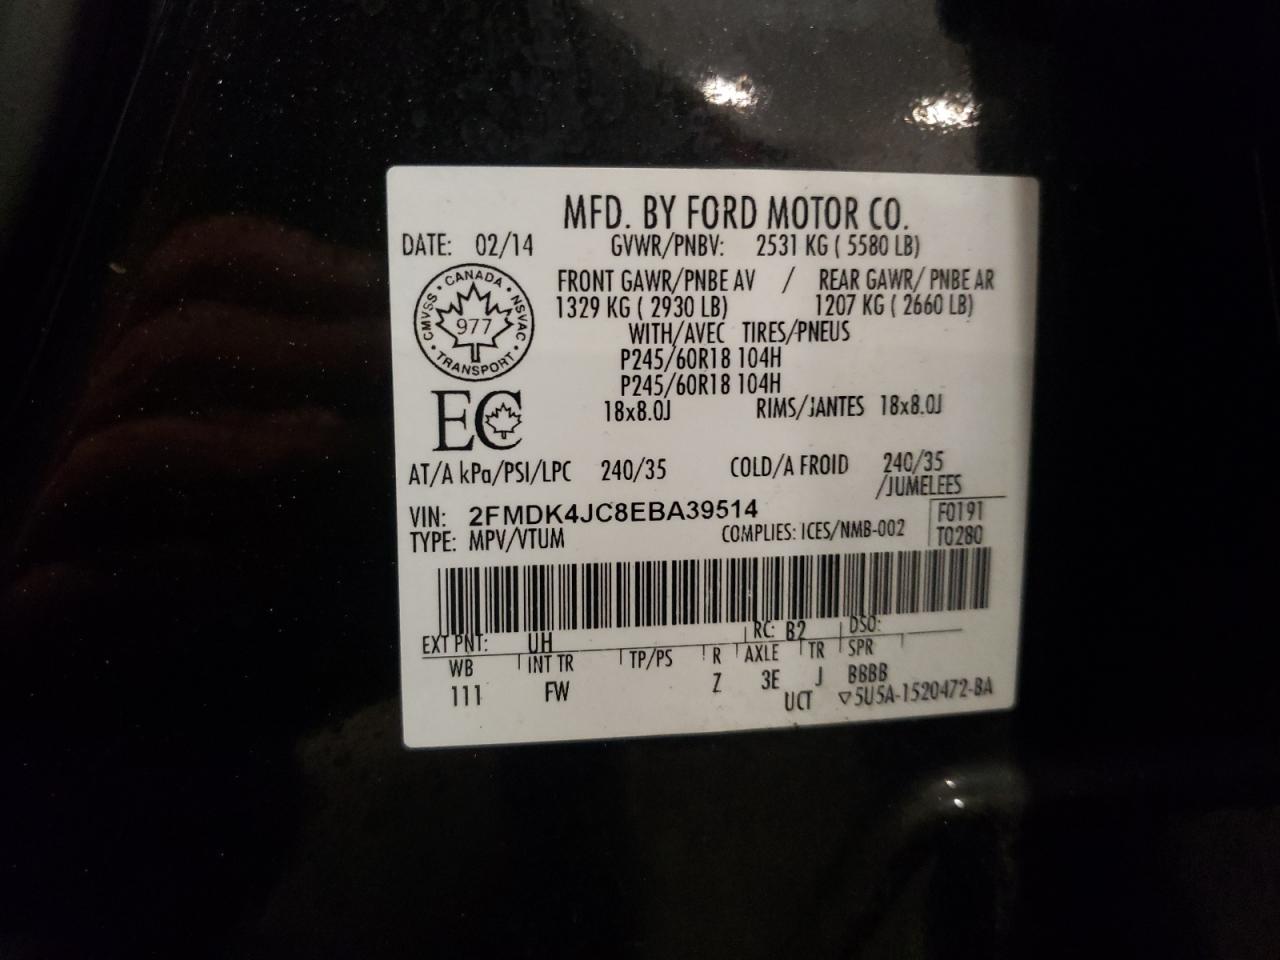 MFD. BY FORD MOTOR CO.
DATE: 02/14
GVWR/PNBV: 2531 KG ( 5580 LB)
FRONT GAWR/PNBE AV / REAR GAWR/ PNBE AR
1329 KG ( 2930 LB) 1207 KG ( 2660 LB)
WITH/AVEC TIRES/PNEUS
P245/60R18 104H
P245/60R18 104H
18x8.0J RIMS/JANTES 18x8.0J
CANADA
CMVSS 977 NSVAC
TRANSPORT
EC
AT/A kPa/PSI/LPC 240/35 COLD/A FROID 240/35
/JUMELEES
VIN: 2FMDK4JC8EBA39514
F0191
TYPE: MPV/VTUM COMPLIES: ICES/NMB-002 T0280
EXT PNT: UH RC: B2 DSO:
WB INT TR TP/PS R AXLE TR SPR
111 FW Z 3E J BBBB
UCT ▽5U5A-1520472-BA